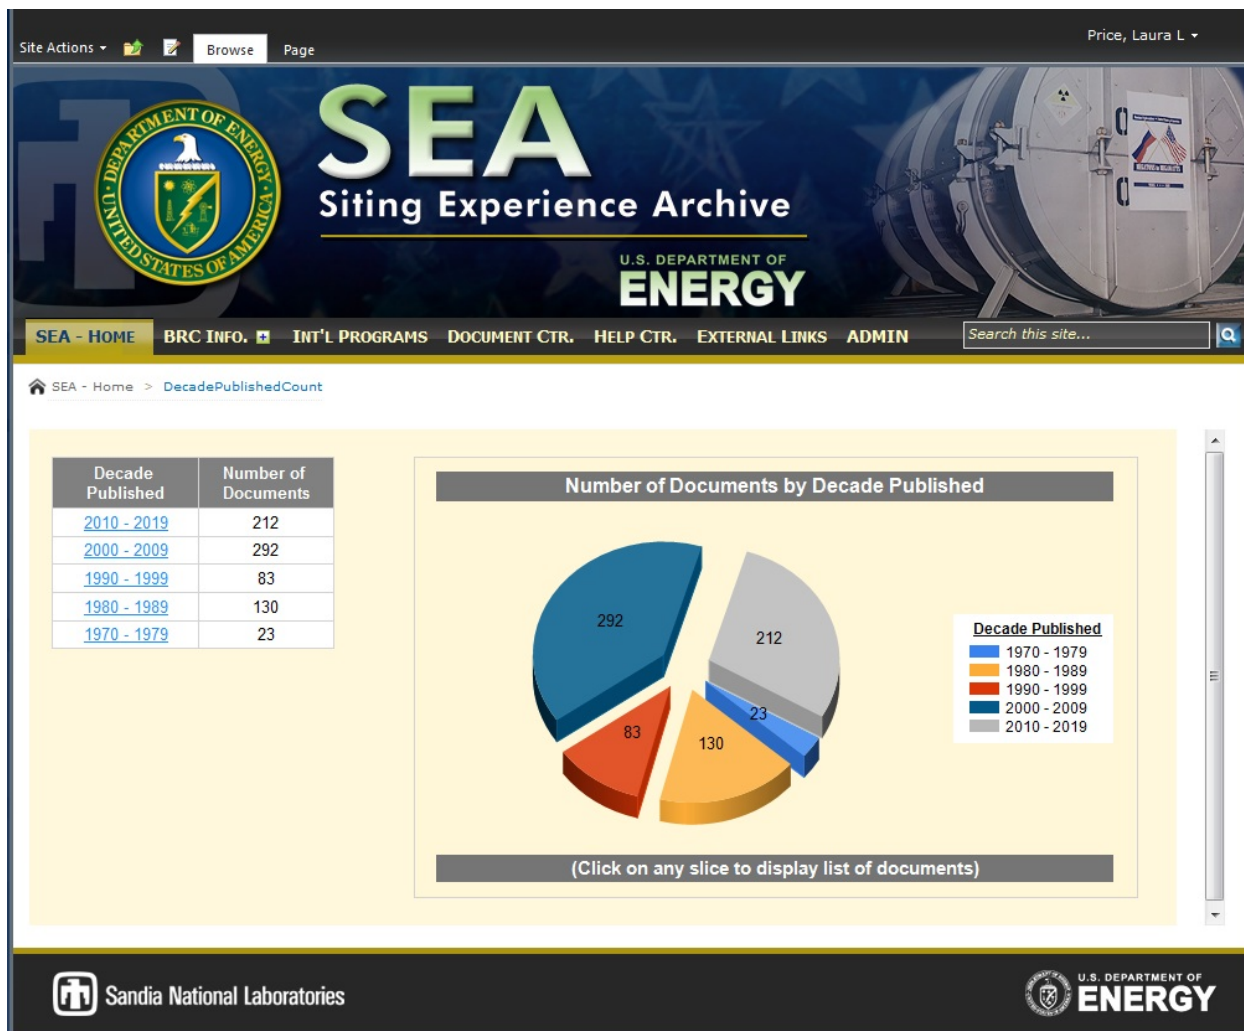 Price, Laura L
Site Actions
Browse
Page
DEPARTMENT OF ENERGY
UNITED STATES OF AMERICA
SEA
Siting Experience Archive
U.S. DEPARTMENT OF
ENERGY
SEA - HOME BRC INFO. INT'L PROGRAMS DOCUMENT CTR. HELP CTR. EXTERNAL LINKS ADMIN
Search this site...
SEA - Home > DecadePublishedCount
Decade Published Number of Documents
2010 - 2019 212
2000 - 2009 292
1990 - 1999 83
1980 - 1989 130
1970 - 1979 23
Number of Documents by Decade Published
292
212
23
83
130
Decade Published
1970 - 1979
1980 - 1989
1990 - 1999
2000 - 2009
2010 - 2019
(Click on any slice to display list of documents)
Sandia National Laboratories
U.S. DEPARTMENT OF
ENERGY